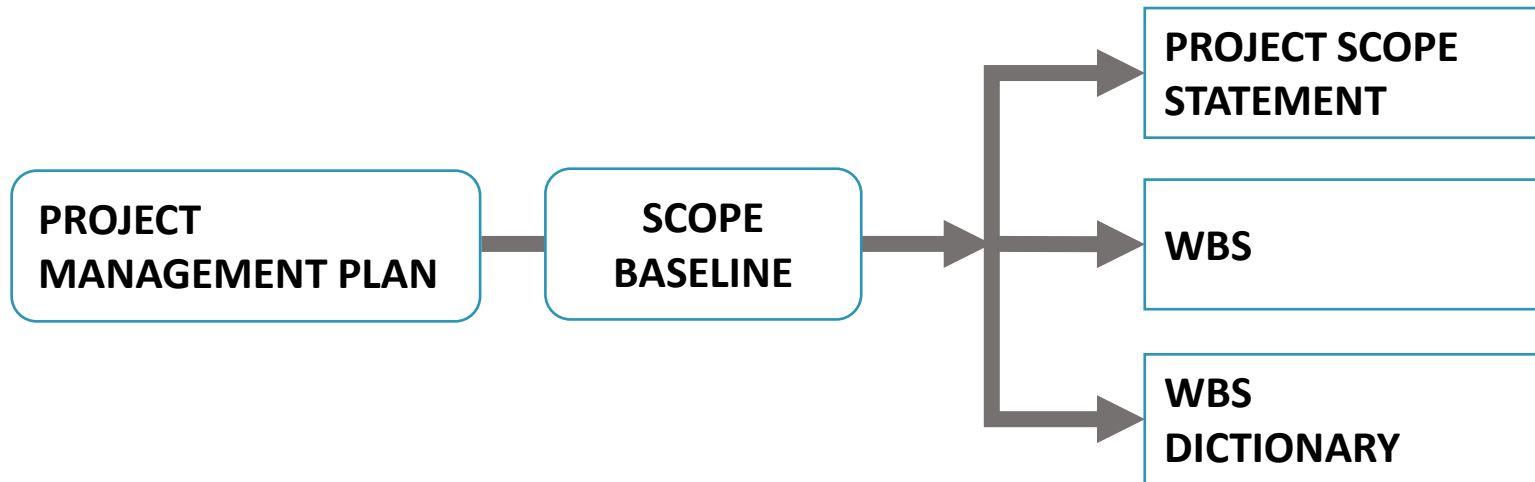 PROJECT
MANAGEMENT PLAN
SCOPE
BASELINE
PROJECT SCOPE
STATEMENT
WBS
WBS
DICTIONARY